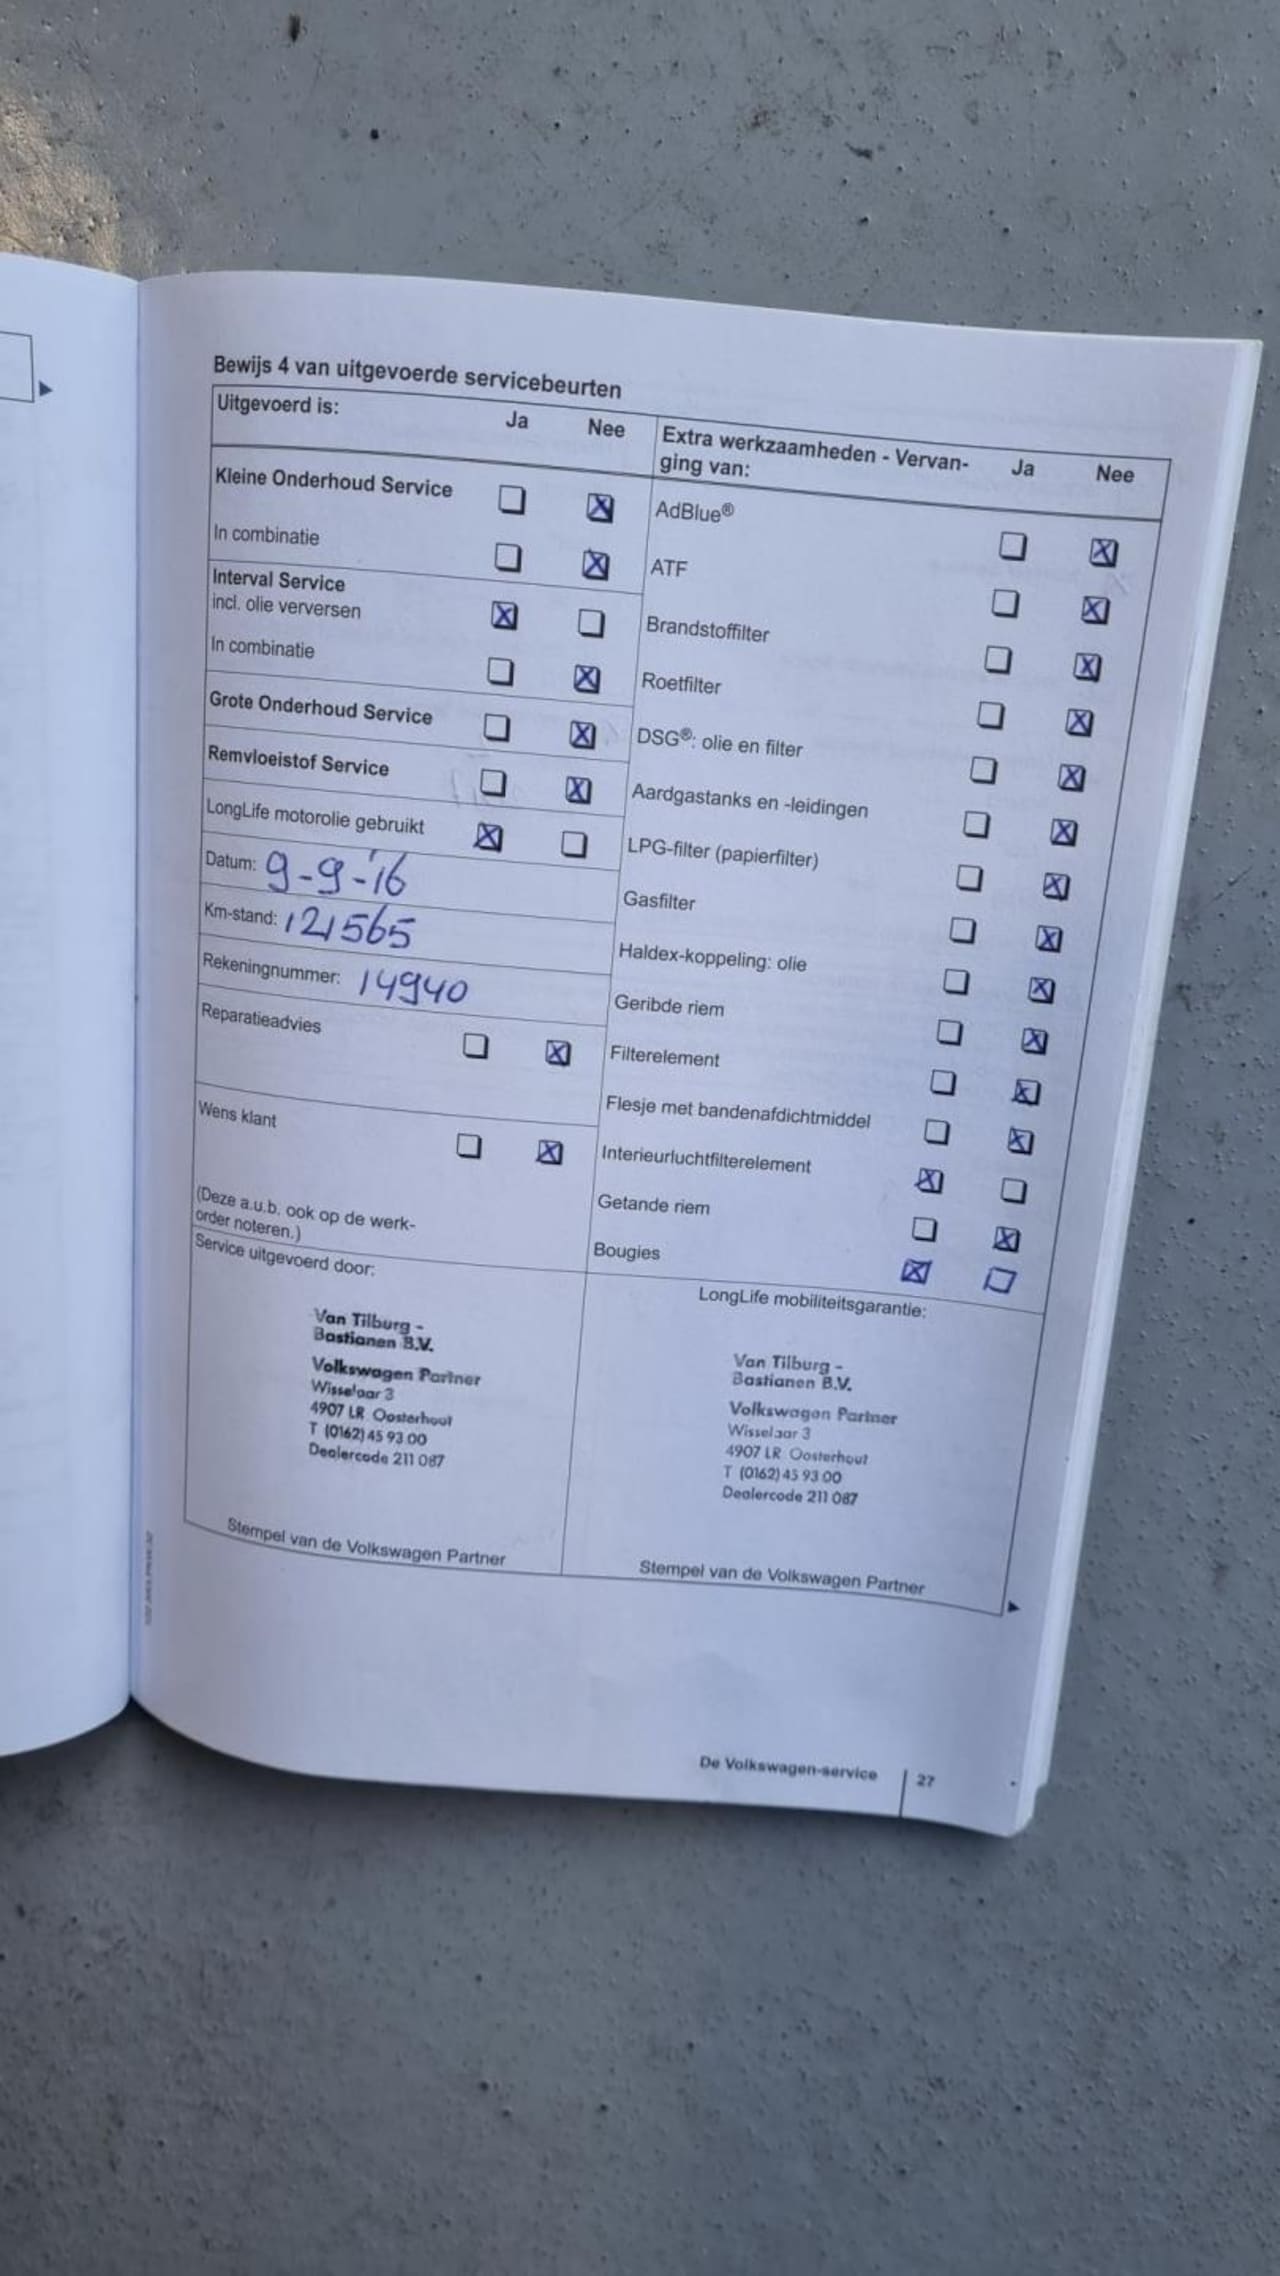 Bewijs 4 van uitgevoerde servicebeurten
Uitgevoerd is: Ja Nee
Kleine Onderhoud Service
In combinatie
Interval Service
incl. olie verversen
In combinatie
Grote Onderhoud Service
Remvloeistof Service
LongLife motorolie gebruikt
Datum: 9-9-'16
Km-stand: 121565
Rekeningnummer: 14940
Reparatieadvies
Wens klant
(Deze a.u.b. ook op de werk-
order noteren.)
Extra werkzaamheden - Vervan-
ging van: Ja Nee
AdBlue®
ATF
Brandstoffilter
Roetfilter
DSG®: olie en filter
Aardgastanks en -leidingen
LPG-filter (papierfilter)
Gasfilter
Haldex-koppeling: olie
Geribde riem
Filterelement
Flesje met bandenafdichtmiddel
Interieurluchtfilterelement
Getande riem
Bougies
Service uitgevoerd door:
Van Tilburg -
Bastianen B.V.
Volkswagen Partner
Wisselaar 3
4907 LR Oosterhout
T (0162) 45 93 00
Dealercode 211 087
Stempel van de Volkswagen Partner
LongLife mobiliteitsgarantie:
Van Tilburg -
Bastianen B.V.
Volkswagen Partner
Wisselaar 3
4907 LR Oosterhout
T (0162) 45 93 00
Dealercode 211 087
Stempel van de Volkswagen Partner
De Volkswagen-service 27